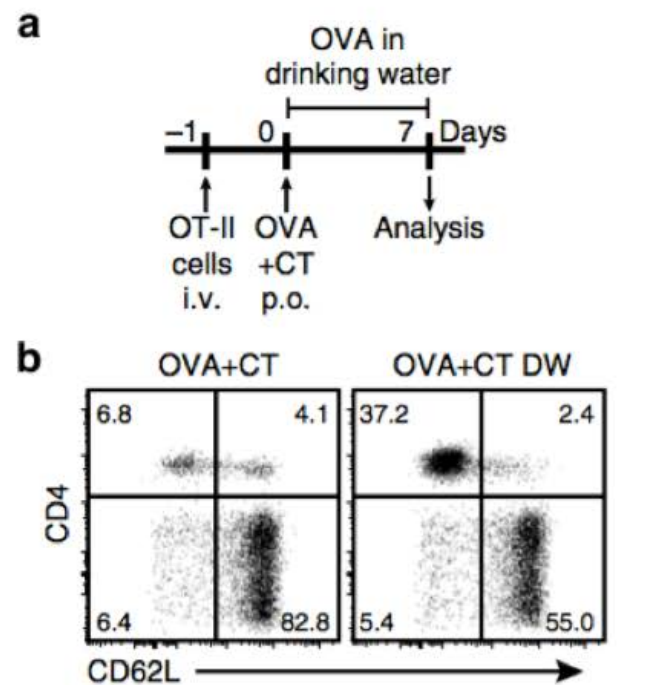 a
OVA in
drinking water
–1 0 7 Days
OT-II OVA Analysis
cells +CT
i.v. p.o.
b
OVA+CT OVA+CT DW
6.8 4.1 37.2 2.4
CD4
6.4 82.8 5.4 55.0
CD62L